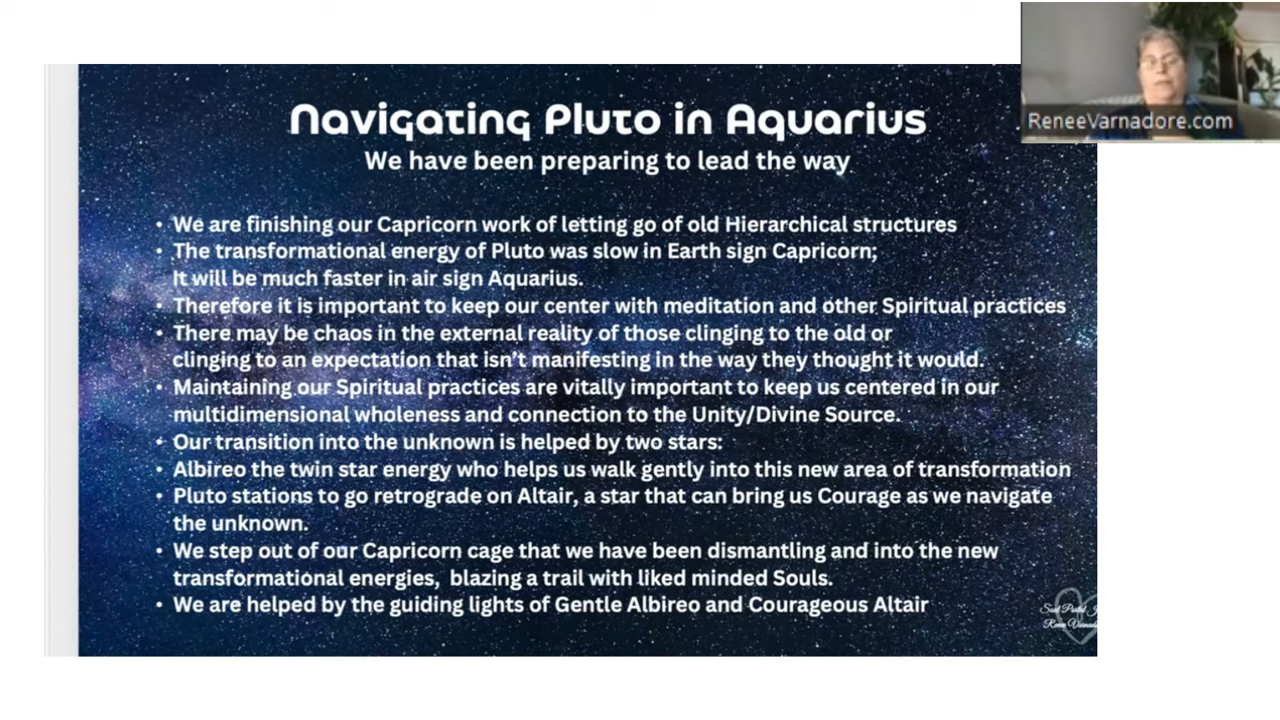 Navigating Pluto in Aquarius
We have been preparing to lead the way
ReneeVarnadore.com
• We are finishing our Capricorn work of letting go of old Hierarchical structures
• The transformational energy of Pluto was slow in Earth sign Capricorn;
It will be much faster in air sign Aquarius.
• Therefore it is important to keep our center with meditation and other Spiritual practices
• There may be chaos in the external reality of those clinging to the old or
clinging to an expectation that isn't manifesting in the way they thought it would.
• Maintaining our Spiritual practices are vitally important to keep us centered in our
multidimensional wholeness and connection to the Unity/Divine Source.
• Our transition into the unknown is helped by two stars:
• Albireo the twin star energy who helps us walk gently into this new area of transformation
• Pluto stations to go retrograde on Altair, a star that can bring us Courage as we navigate
the unknown.
• We step out of our Capricorn cage that we have been dismantling and into the new
transformational energies, blazing a trail with liked minded Souls.
• We are helped by the guiding lights of Gentle Albireo and Courageous Altair